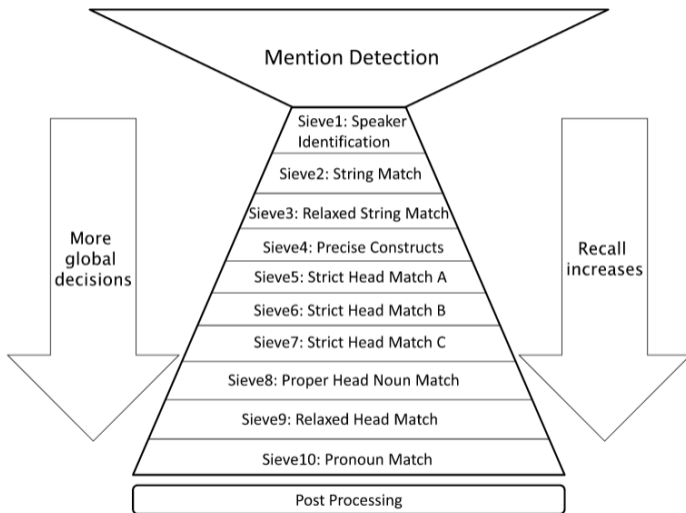 Mention Detection
Sieve1: Speaker
Identification
Sieve2: String Match
Sieve3: Relaxed String Match
Sieve4: Precise Constructs
Sieve5: Strict Head Match A
Sieve6: Strict Head Match B
Sieve7: Strict Head Match C
Sieve8: Proper Head Noun Match
Sieve9: Relaxed Head Match
Sieve10: Pronoun Match
Post Processing
More
global
decisions
Recall
increases